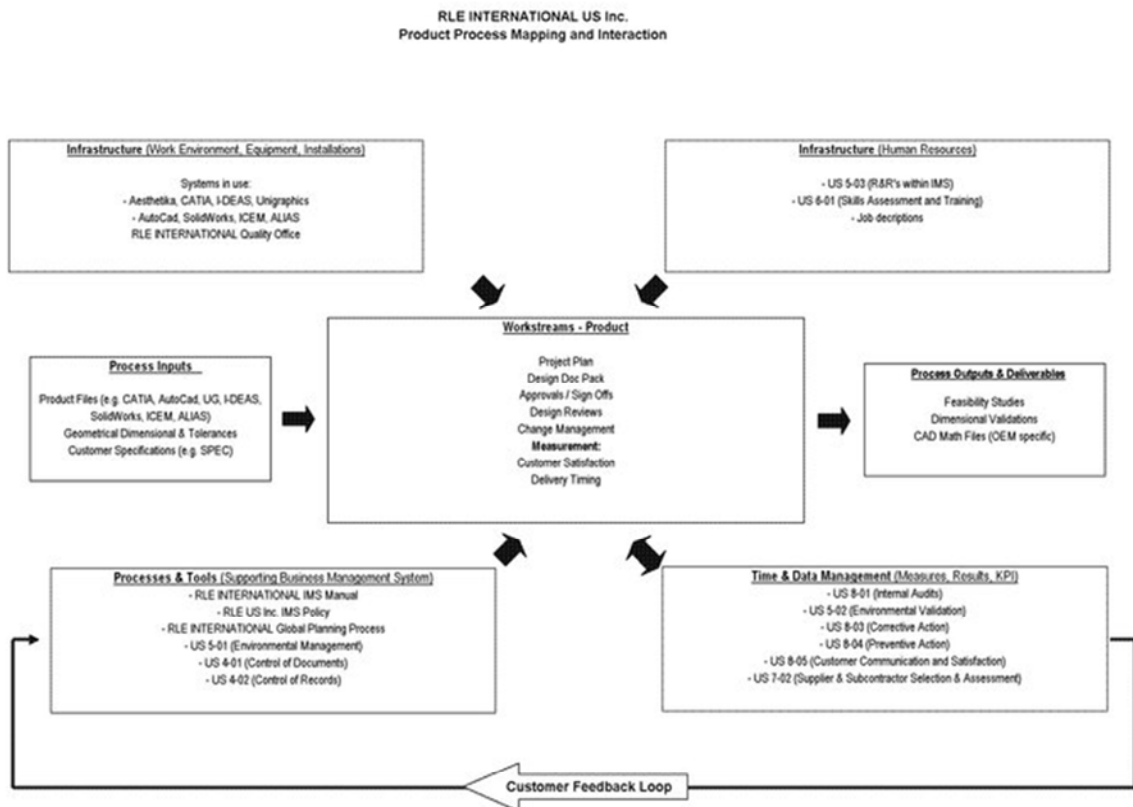 RLE INTERNATIONAL US Inc.
Product Process Mapping and Interaction
Infrastructure (Work Environment, Equipment, Installations)
Systems in use:
- Aesthetika, CATIA, I-DEAS, Unigraphics
- AutoCad, SolidWorks, ICEM, ALIAS
RLE INTERNATIONAL Quality Office
Infrastructure (Human Resources)
- US 5-03 (R&R's within IMS)
- US 6-01 (Skills Assessment and Training)
- Job decriptions
Process Inputs
Product Files (e.g. CATIA, AutoCad, UG, I-DEAS,
SolidWorks, ICEM, ALIAS)
Geometrical Dimensional & Tolerances
Customer Specifications (e.g. SPEC)
Workstreams - Product
Project Plan
Design Doc Pack
Approvals / Sign Offs
Design Reviews
Change Management
Measurement:
Customer Satisfaction
Delivery Timing
Process Outputs & Deliverables
Feasibility Studies
Dimensional Validations
CAD Math Files (OEM specific)
Processes & Tools (Supporting Business Management System)
- RLE INTERNATIONAL IMS Manual
- RLE US Inc. IMS Policy
- RLE INTERNATIONAL Global Planning Process
- US 5-01 (Environmental Management)
- US 4-01 (Control of Documents)
- US 4-02 (Control of Records)
Time & Data Management (Measures, Results, KPI)
- US 8-01 (Internal Audits)
- US 5-02 (Environmental Validation)
- US 8-03 (Corrective Action)
- US 8-04 (Preventive Action)
- US 8-05 (Customer Communication and Satisfaction)
- US 7-02 (Supplier & Subcontractor Selection & Assessment)
Customer Feedback Loop